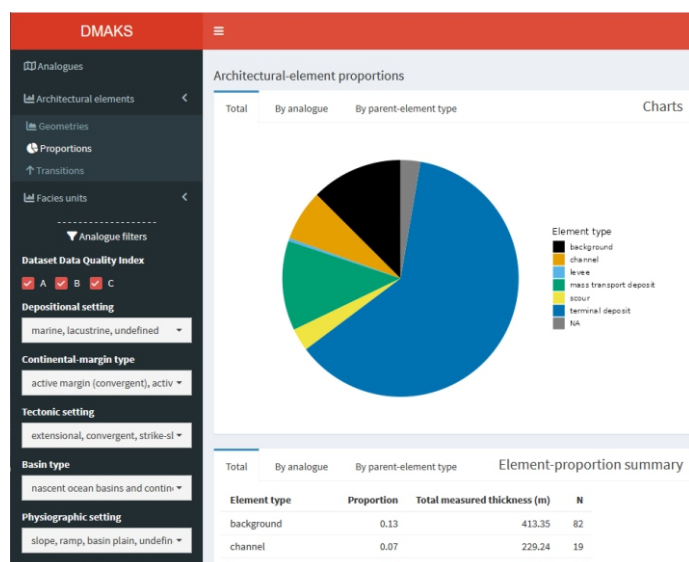 DMAKS
Analogues
Architectural elements
Geometries
Proportions
Transitions
Facies units
--------------------
Analogue filters
Dataset Data Quality Index
A B C
Depositional setting
marine, lacustrine, undefined
Continental-margin type
active margin (convergent), activ
Tectonic setting
extensional, convergent, strike-sl
Basin type
nascent ocean basins and contin
Physiographic setting
slope, ramp, basin plain, undefin
Architectural-element proportions
Total By analogue By parent-element type Charts
Element type
background
channel
levee
mass transport deposit
scour
terminal deposit
NA
Total By analogue By parent-element type Element-proportion summary
Element type Proportion Total measured thickness (m) N
background 0.13 413.35 82
channel 0.07 229.24 19